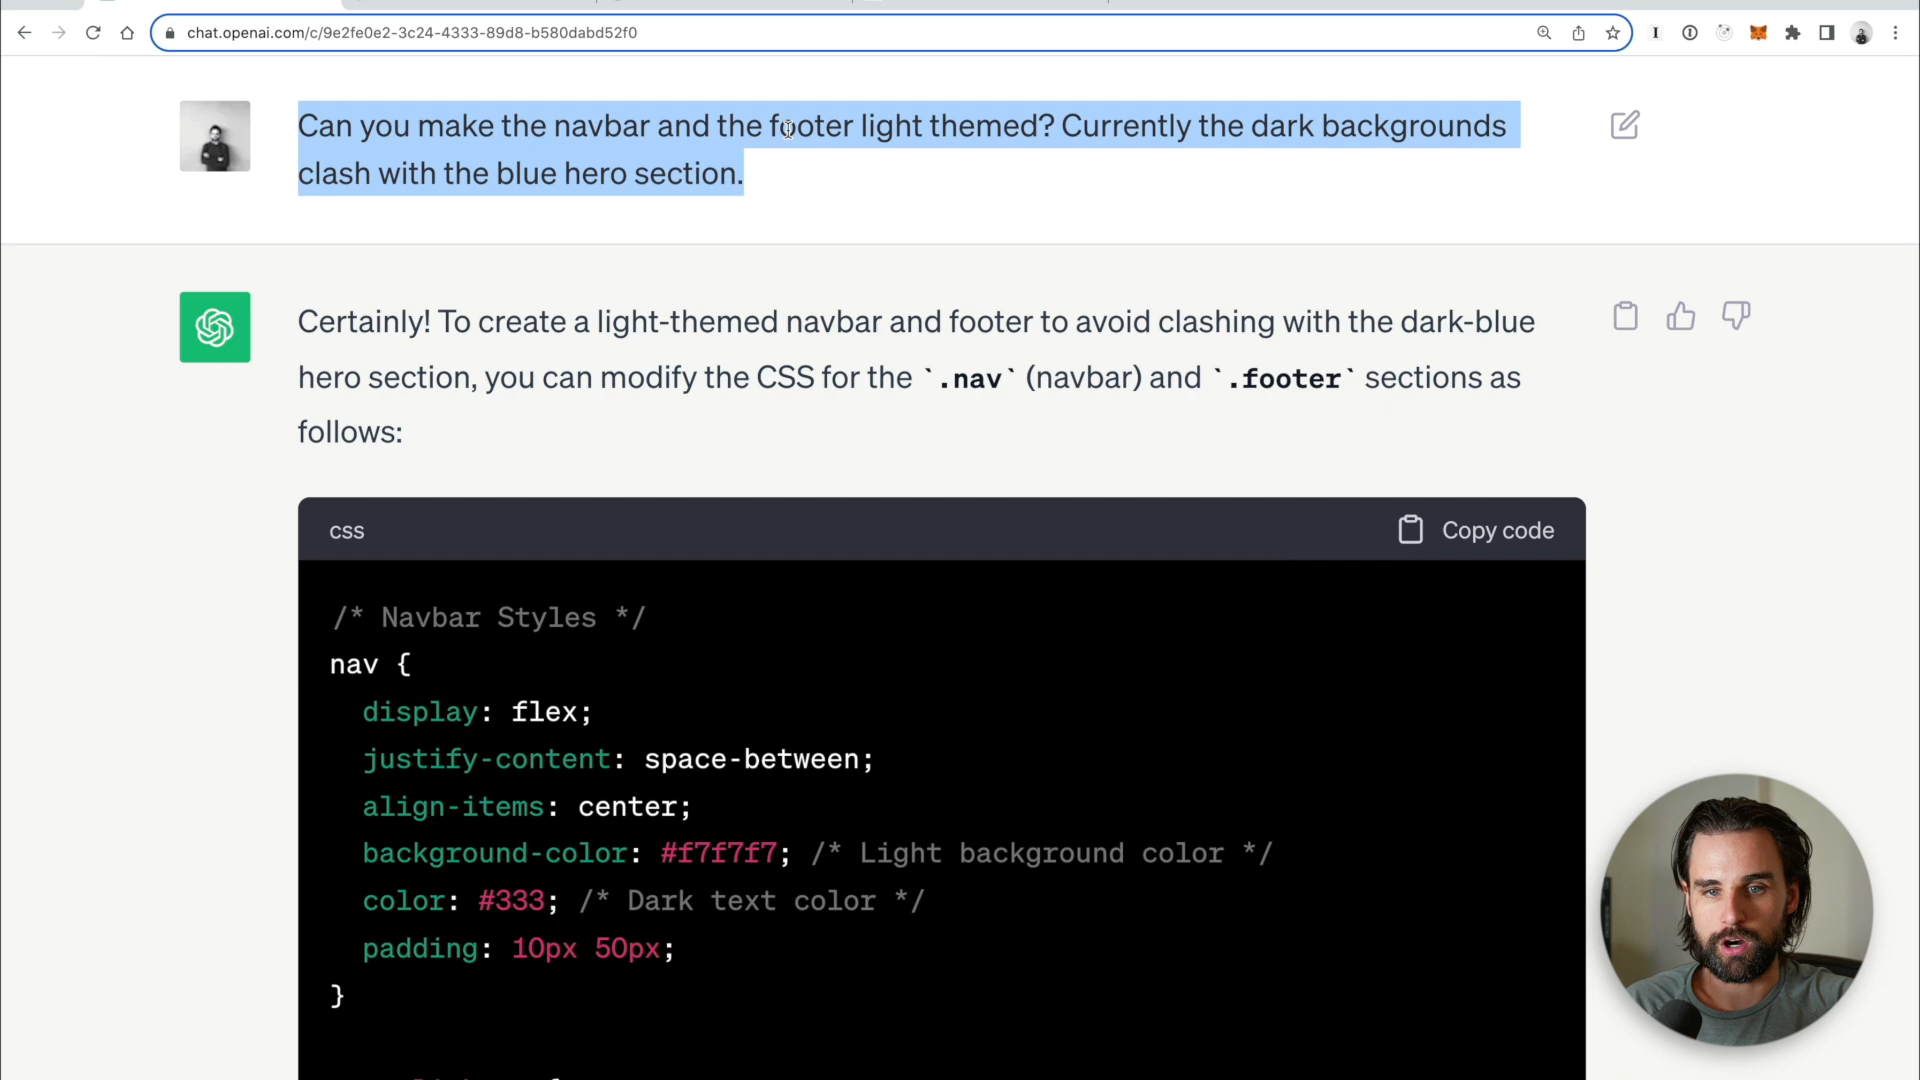 chat.openai.com/c/9e2fe0e2-3c24-4333-89d8-b580dabd52f0
Can you make the navbar and the footer light themed? Currently the dark backgrounds
clash with the blue hero section.
Certainly! To create a light-themed navbar and footer to avoid clashing with the dark-blue
hero section, you can modify the CSS for the `.nav` (navbar) and `.footer` sections as
follows:
css
Copy code
/* Navbar Styles */
nav {
display: flex;
justify-content: space-between;
align-items: center;
background-color: #f7f7f7; /* Light background color */
color: #333; /* Dark text color */
padding: 10px 50px;
}